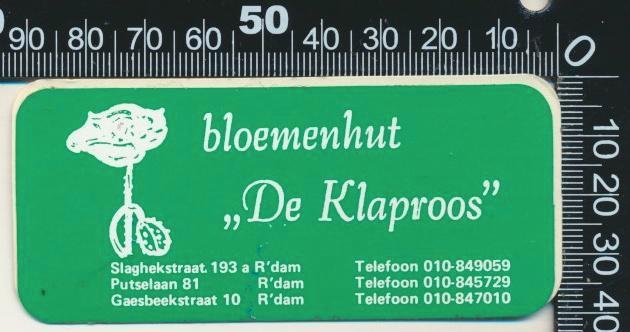 90 80 70 60 50 40 30 20 10 0
bloemenhut
„De Klaproos”
Slaghekstraat. 193 a R'dam Telefoon 010-849059
Putselaan 81 R'dam Telefoon 010-845729
Gaesbeekstraat 10 R'dam Telefoon 010-847010
10
20
30
40